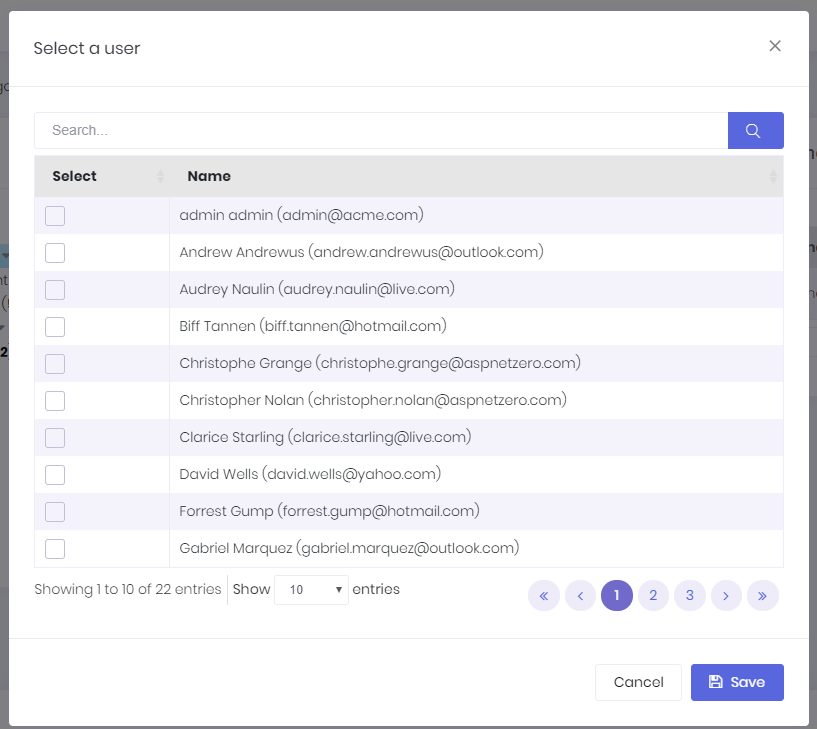 Select a user
Search...
Select Name
admin admin (admin@acme.com)
Andrew Andrewus (andrew.andrewus@outlook.com)
Audrey Naulin (audrey.naulin@live.com)
Biff Tannen (biff.tannen@hotmail.com)
Christophe Grange (christophe.grange@aspnetzero.com)
Christopher Nolan (christopher.nolan@aspnetzero.com)
Clarice Starling (clarice.starling@live.com)
David Wells (david.wells@yahoo.com)
Forrest Gump (forrest.gump@hotmail.com)
Gabriel Marquez (gabriel.marquez@outlook.com)
Showing 1 to 10 of 22 entries Show 10 entries « ‹ 1 2 3 › »
Cancel Save